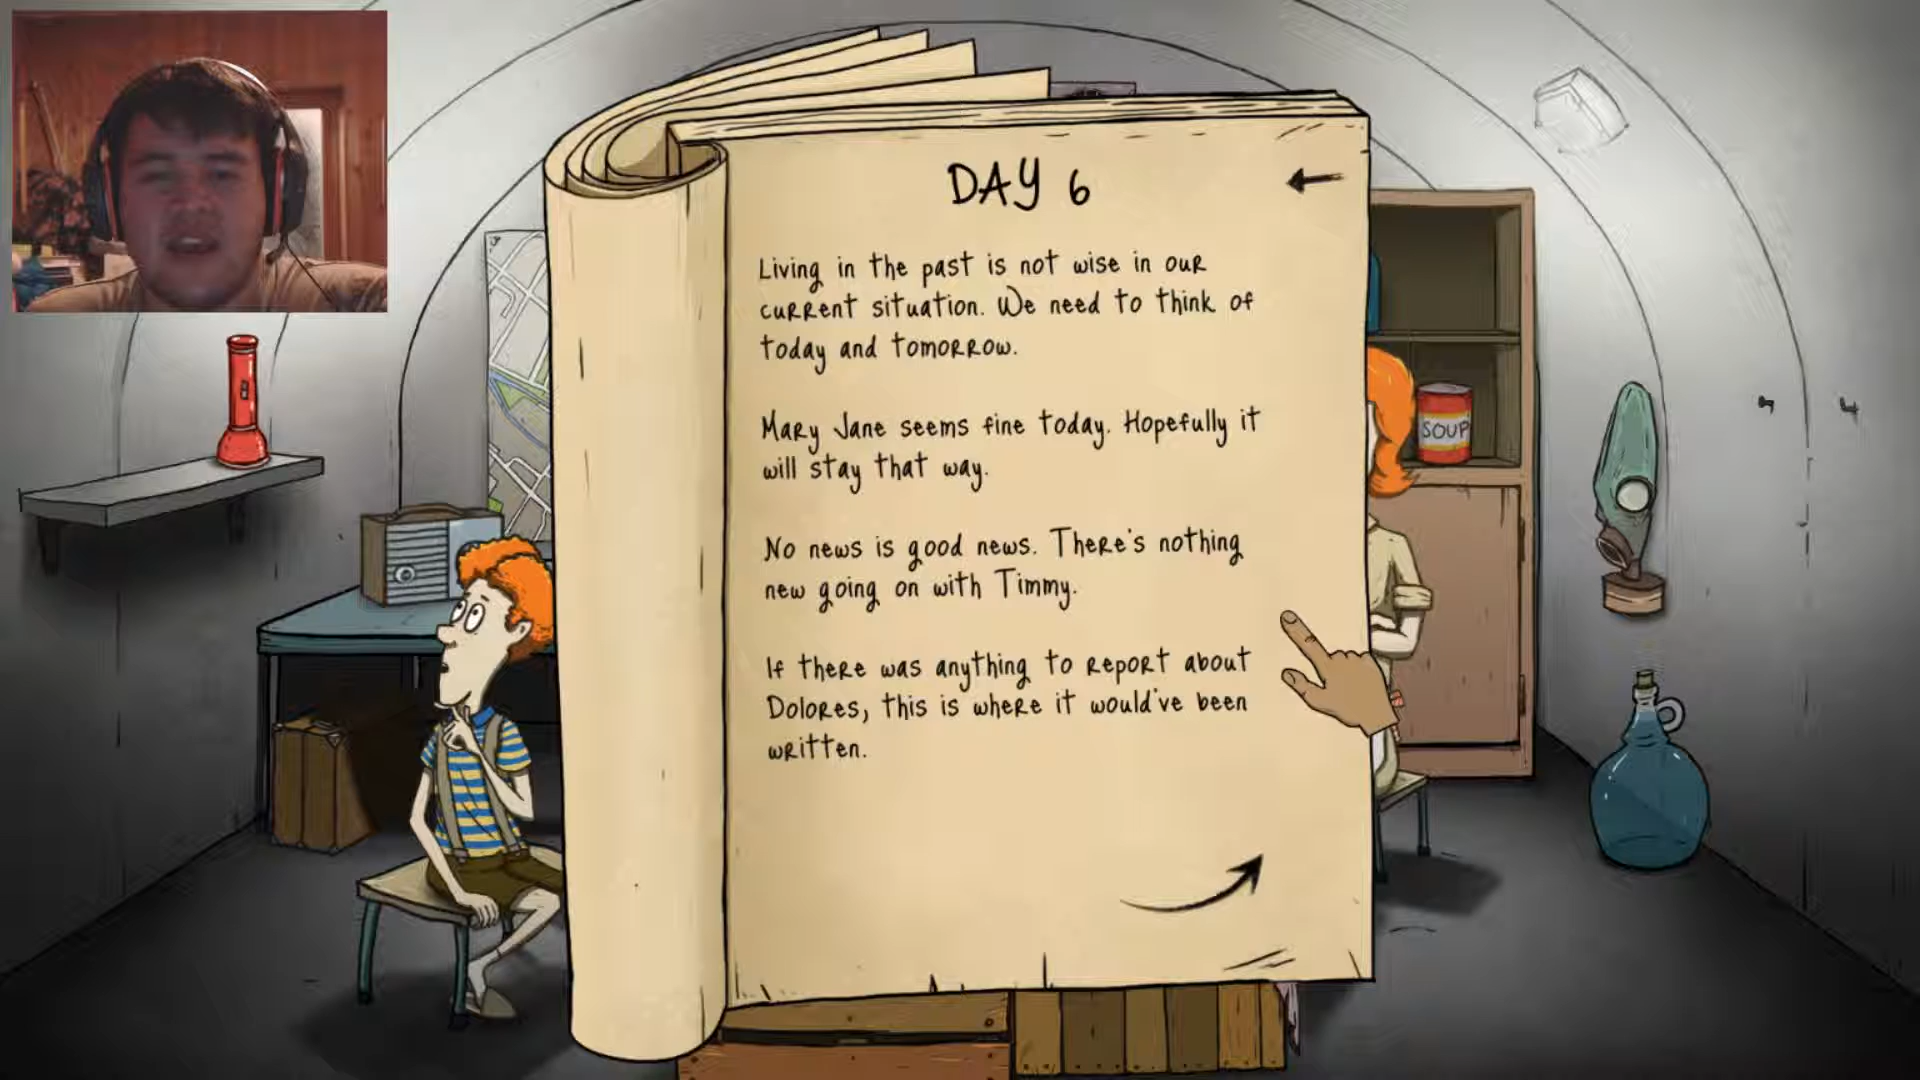 DAY 6
Living in the past is not wise in our
current situation. We need to think of
today and tomorrow.
Mary Jane seems fine today. Hopefully it
will stay that way.
No news is good news. There's nothing
new going on with Timmy.
If there was anything to report about
Dolores, this is where it would've been
written.
SOUP